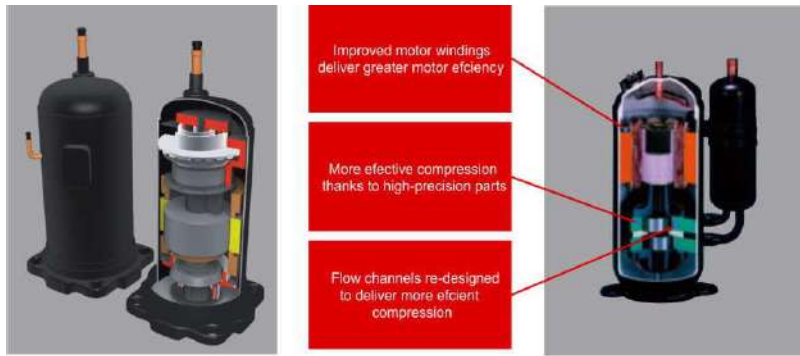 Improved motor windings
deliver greater motor efciency
More efective compression
thanks to high-precision parts
Flow channels re-designed
to deliver more efcient
compression